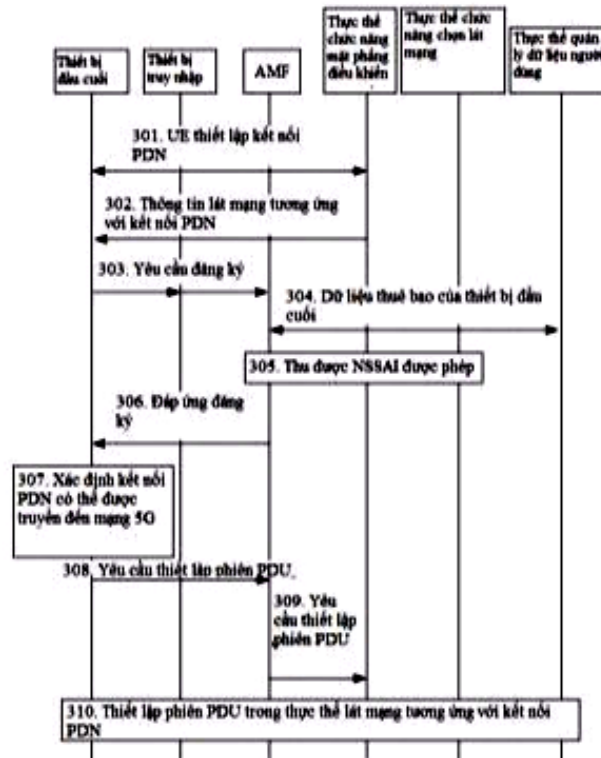 Thiết bị
đầu cuối
Thiết bị
truy nhập
AMF
Thực thể
chức năng
mặt phẳng
điều khiển
Thực thể chức
năng chọn lát
mạng
Thực thể quản
lý dữ liệu người
dùng
301. UE thiết lập kết nối
PDN
302. Thông tin lát mạng tương ứng
với kết nối PDN
303. Yêu cầu đăng ký
304. Dữ liệu thuê bao của thiết bị đầu
cuối
305. Thu được NSSAI được phép
306. Đáp ứng đăng
ký
307. Xác định kết nối
PDN có thể được
truyền đến mạng 5G
308. Yêu cầu thiết lập phiên PDU
309. Yêu
cầu thiết lập
phiên PDU
310. Thiết lập phiên PDU trong thực thể lát mạng tương ứng với kết nối
PDN